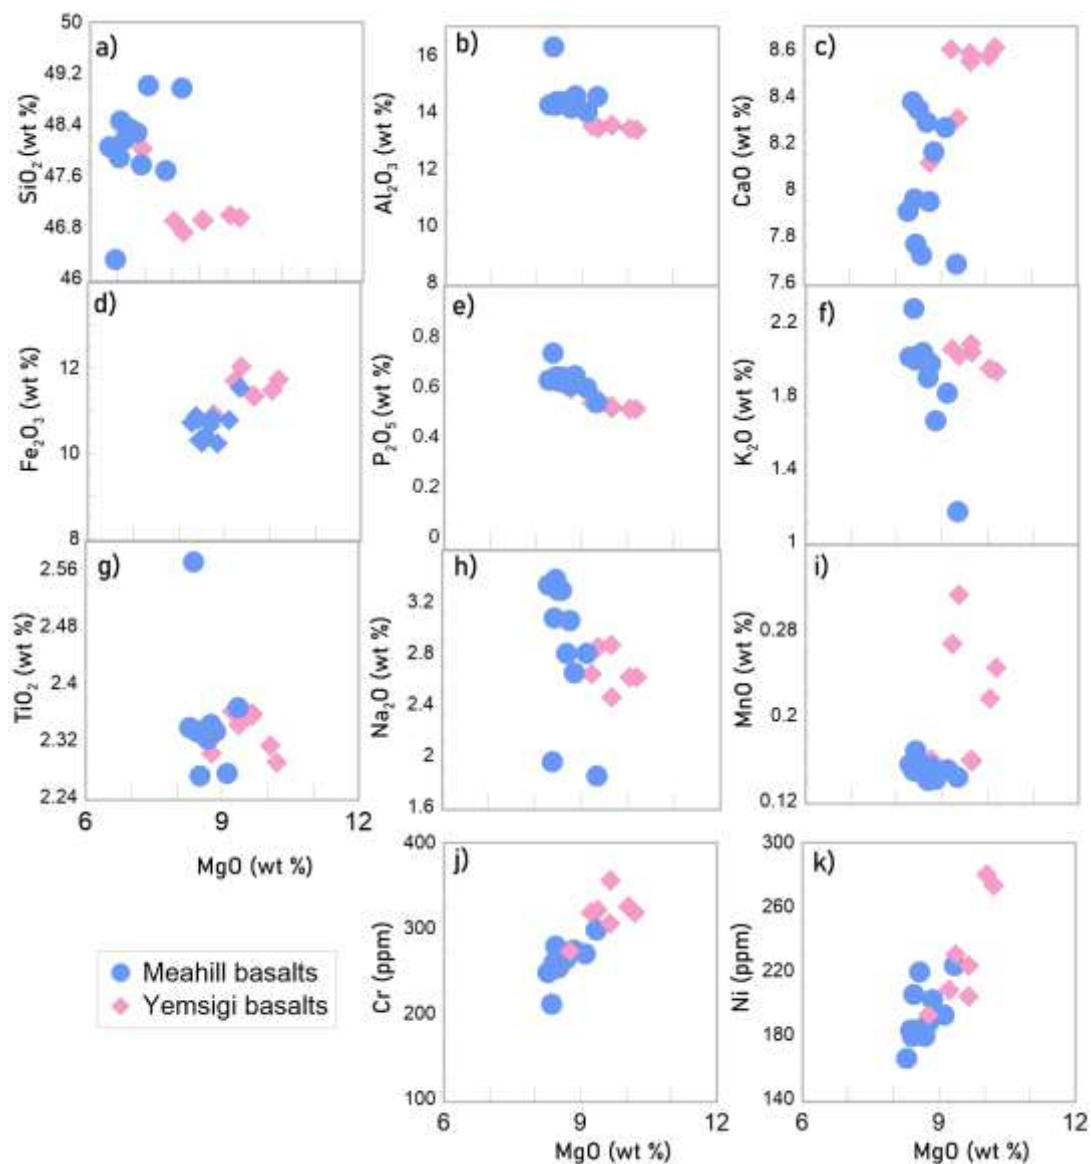 a)
50
49.2
48.4
47.6
46.8
46
SiO2 (wt %)
b)
16
14
12
10
8
Al2O3 (wt %)
c)
8.6
8.4
8.2
8
7.8
7.6
CaO (wt %)
d)
12
10
8
Fe2O3 (wt %)
e)
0.8
0.6
0.4
0.2
0
P2O5 (wt %)
f)
2.2
1.8
1.4
1
K2O (wt %)
g)
2.56
2.48
2.4
2.32
2.24
TiO2 (wt %)
6 9 12
MgO (wt %)
h)
3.2
2.8
2.4
2
1.6
Na2O (wt %)
i)
0.28
0.2
0.12
MnO (wt %)
j)
400
300
200
100
Cr (ppm)
6 9 12
MgO (wt %)
k)
300
260
220
180
140
Ni (ppm)
6 9 12
MgO (wt %)
Meahill basalts
Yemsigi basalts